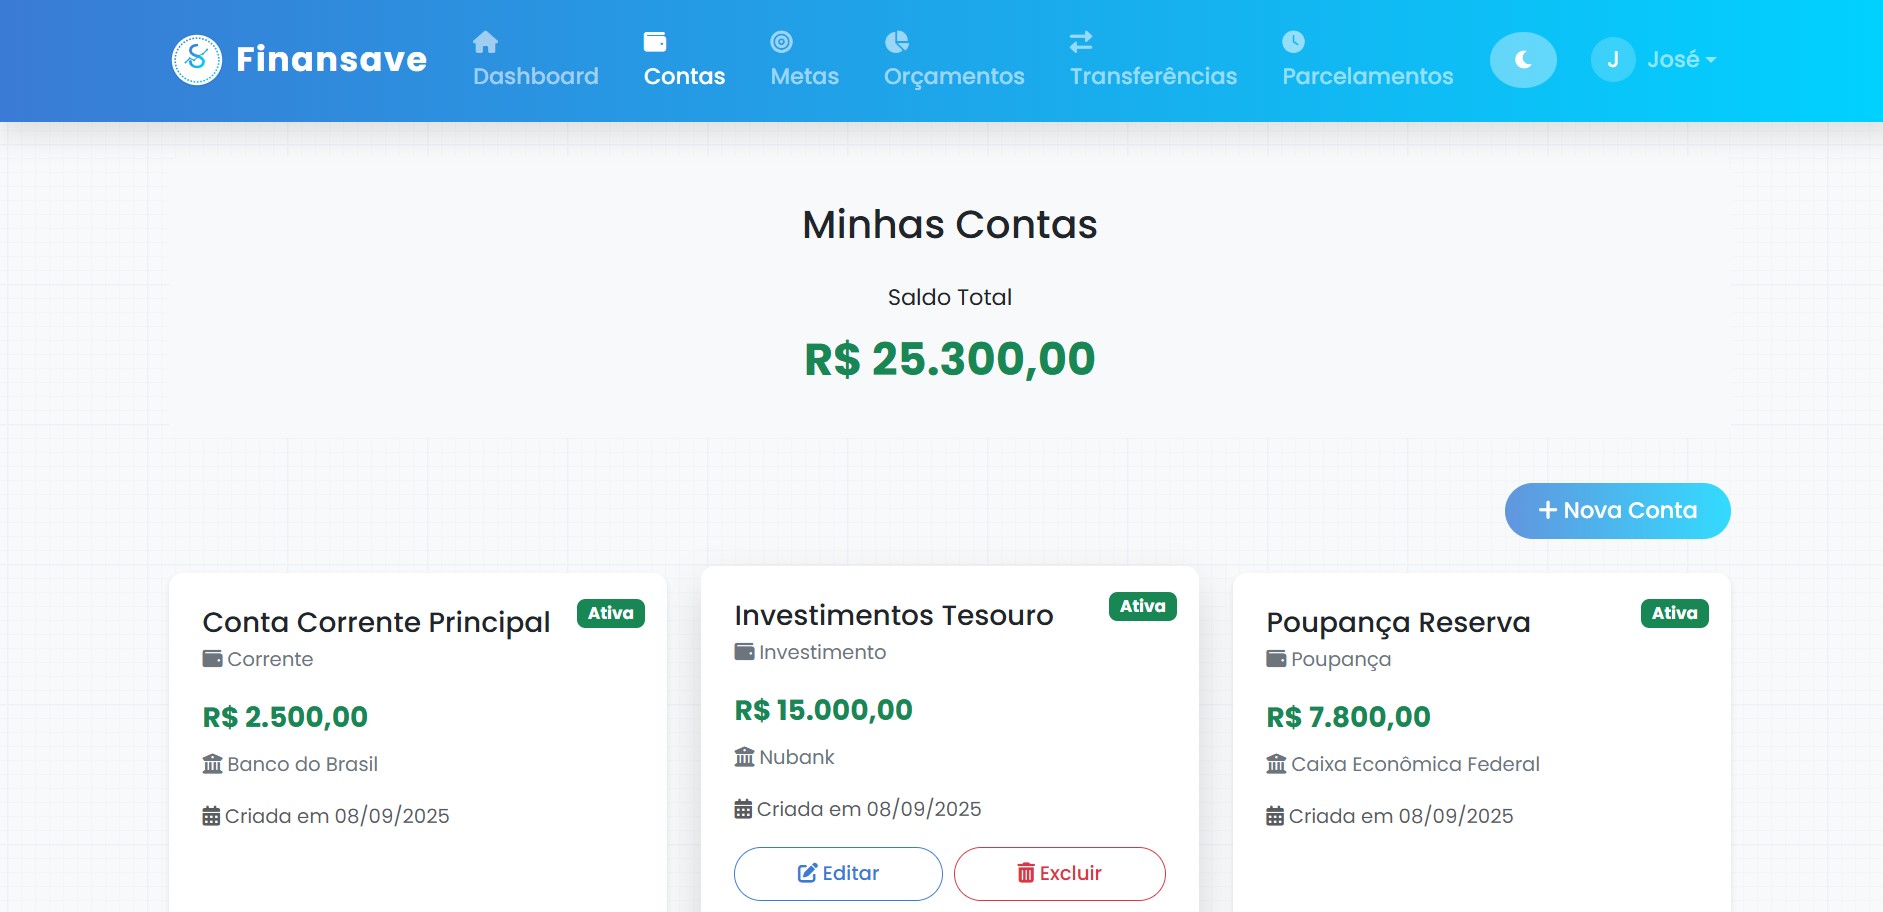 Finansave
Dashboard
Contas
Metas
Orçamentos
Transferências
Parcelamentos
J
José
Minhas Contas
Saldo Total
R$ 25.300,00
+ Nova Conta
Conta Corrente Principal
Ativa
Corrente
R$ 2.500,00
Banco do Brasil
Criada em 08/09/2025
Investimentos Tesouro
Ativa
Investimento
R$ 15.000,00
Nubank
Criada em 08/09/2025
Editar
Excluir
Poupança Reserva
Ativa
Poupança
R$ 7.800,00
Caixa Econômica Federal
Criada em 08/09/2025